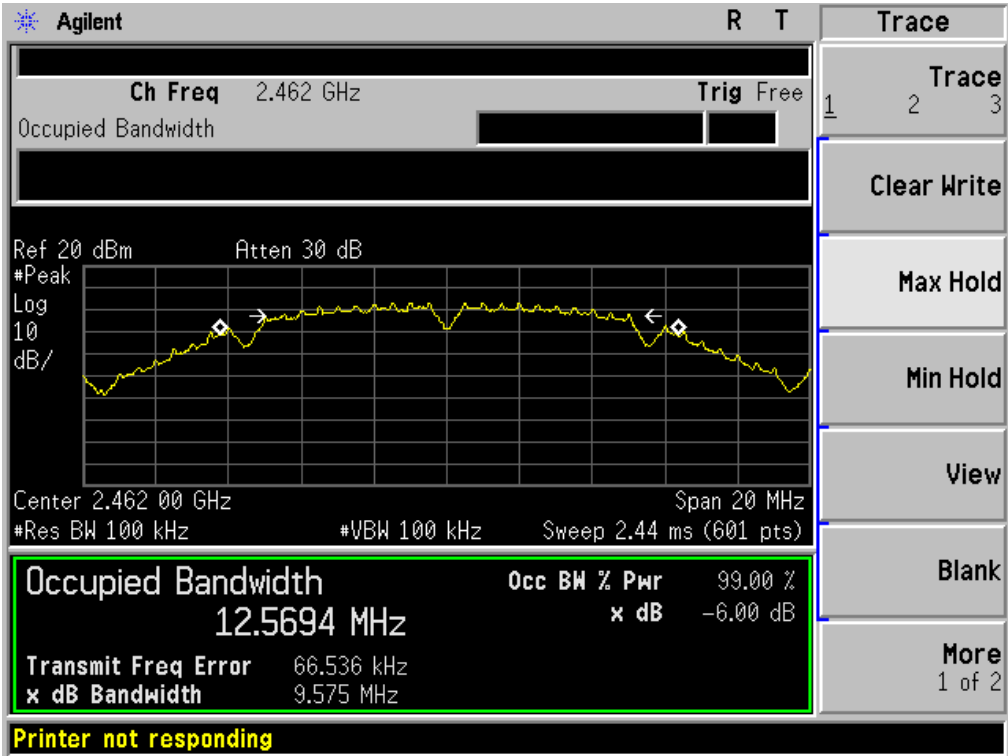 Agilent R T Trace
Ch Freq 2.462 GHz Trig Free
Occupied Bandwidth
Trace
1 2 3
Clear Write
Max Hold
Min Hold
View
Blank
More
1 of 2
Ref 20 dBm Atten 30 dB
#Peak
Log
10
dB/
Center 2.462 00 GHz Span 20 MHz
#Res BW 100 kHz #VBW 100 kHz Sweep 2.44 ms (601 pts)
Occupied Bandwidth Occ BW % Pwr 99.00 %
12.5694 MHz x dB -6.00 dB
Transmit Freq Error 66.536 kHz
x dB Bandwidth 9.575 MHz
Printer not responding